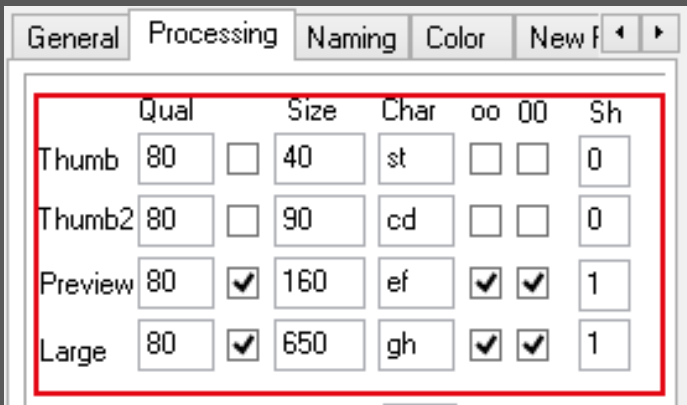 General Processing Naming Color New
Qual Size Char oo 00 Sh
Thumb 80 40 st 0
Thumb2 80 90 cd 0
Preview 80 160 ef 1
Large 80 650 gh 1